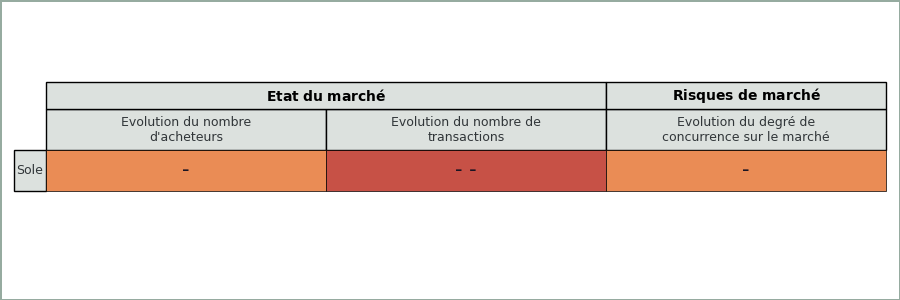 Etat du marché
Risques de marché
Evolution du nombre
d'acheteurs
Evolution du nombre de
transactions
Evolution du degré de
concurrence sur le marché
Sole
–
– –
–